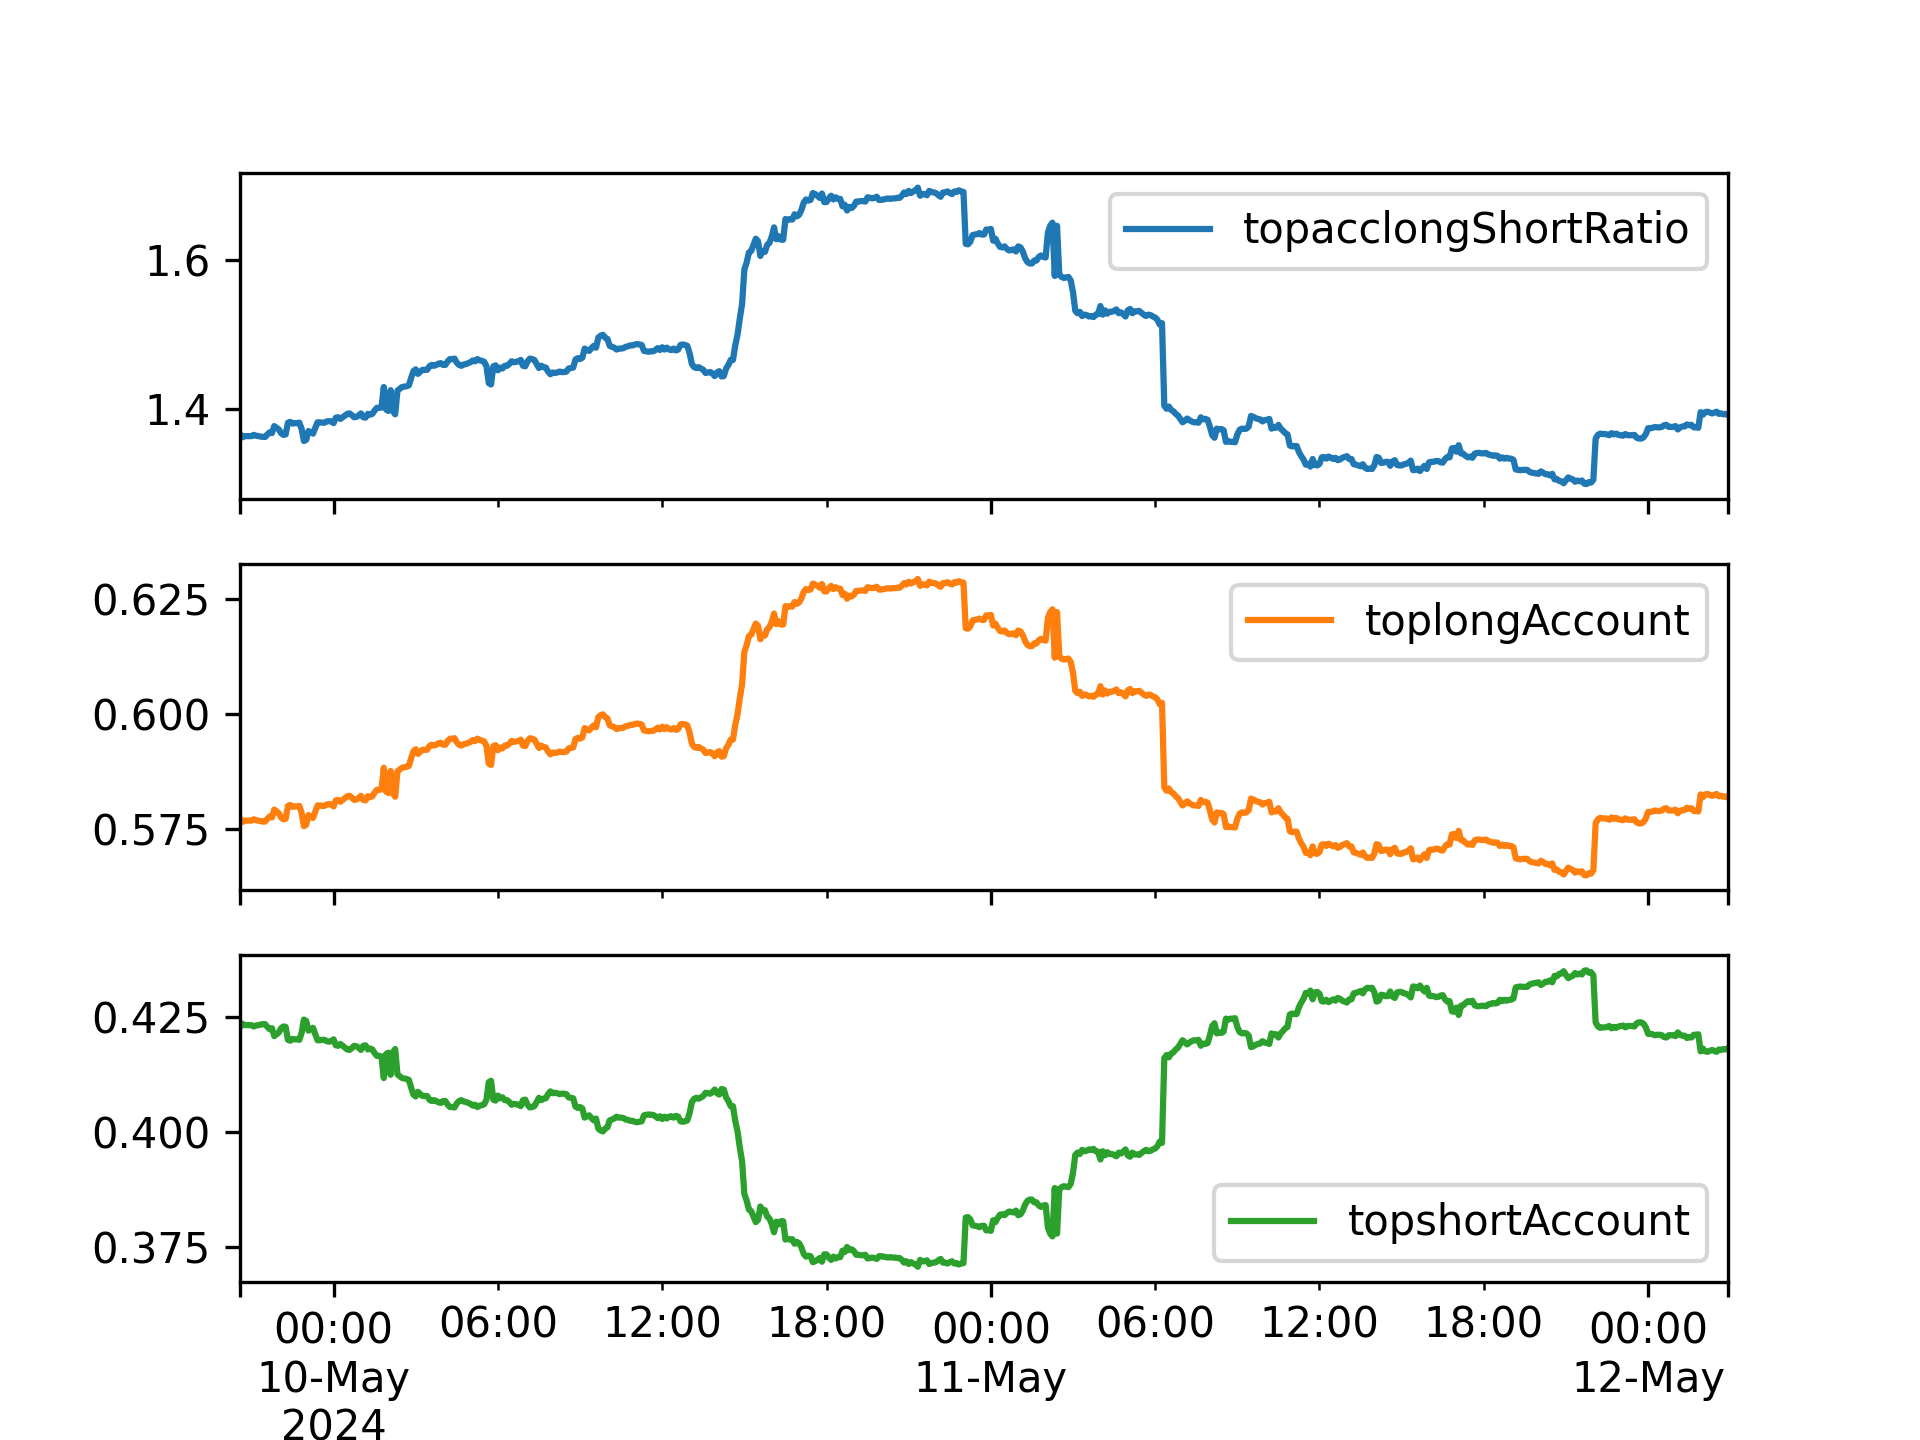 topacclongShortRatio
1.6
1.4
toplongAccount
0.625
0.600
0.575
topshortAccount
0.425
0.400
0.375
00:00 06:00 12:00 18:00 00:00 06:00 12:00 18:00 00:00
10-May 11-May 12-May
2024